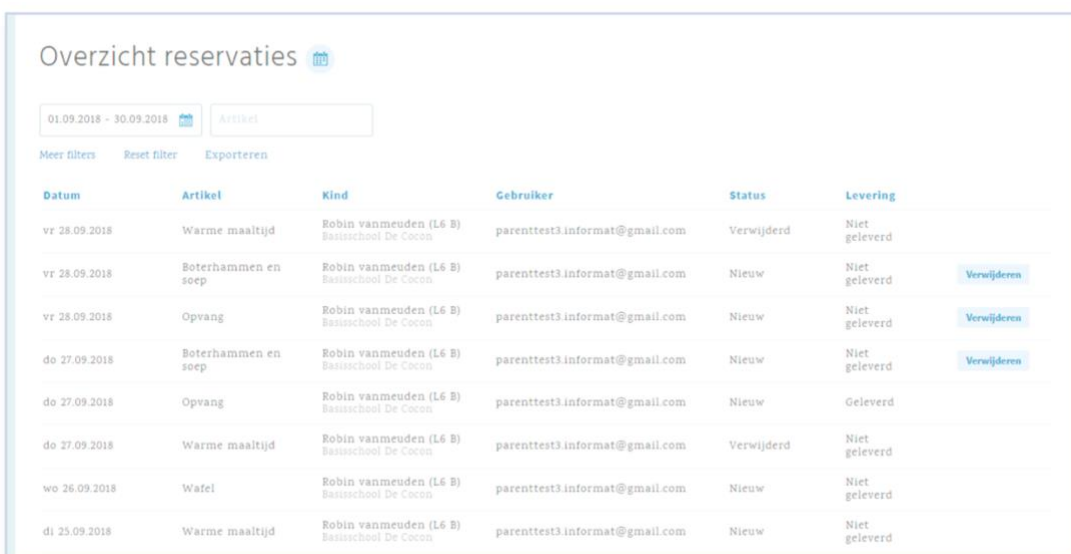 Overzicht reservaties
01.09.2018 - 30.09.2018 Artikel
Meer filters Reset filter Exporteren
Datum Artikel Kind Gebruiker Status Levering
vr 28.09.2018 Warme maaltijd Robin vanmeuden (L6 B) parenttest3.informat@gmail.com Verwijderd Niet
Basisschool De Cocon geleverd
vr 28.09.2018 Boterhammen en Robin vanmeuden (L6 B) parenttest3.informat@gmail.com Nieuw Niet Verwijderen
soep Basisschool De Cocon geleverd
vr 28.09.2018 Opvang Robin vanmeuden (L6 B) parenttest3.informat@gmail.com Nieuw Niet Verwijderen
Basisschool De Cocon geleverd
do 27.09.2018 Boterhammen en Robin vanmeuden (L6 B) parenttest3.informat@gmail.com Nieuw Niet Verwijderen
soep Basisschool De Cocon geleverd
do 27.09.2018 Opvang Robin vanmeuden (L6 B) parenttest3.informat@gmail.com Nieuw Geleverd
Basisschool De Cocon
do 27.09.2018 Warme maaltijd Robin vanmeuden (L6 B) parenttest3.informat@gmail.com Verwijderd Niet
Basisschool De Cocon geleverd
wo 26.09.2018 Wafel Robin vanmeuden (L6 B) parenttest3.informat@gmail.com Nieuw Niet
Basisschool De Cocon geleverd
di 25.09.2018 Warme maaltijd Robin vanmeuden (L6 B) parenttest3.informat@gmail.com Nieuw Niet
Basisschool De Cocon geleverd